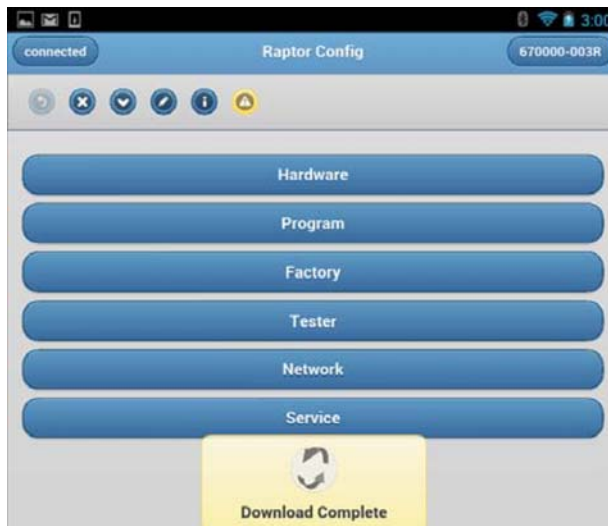 3:00
connected
Raptor Config
670000-003R
Hardware
Program
Factory
Tester
Network
Service
Download Complete